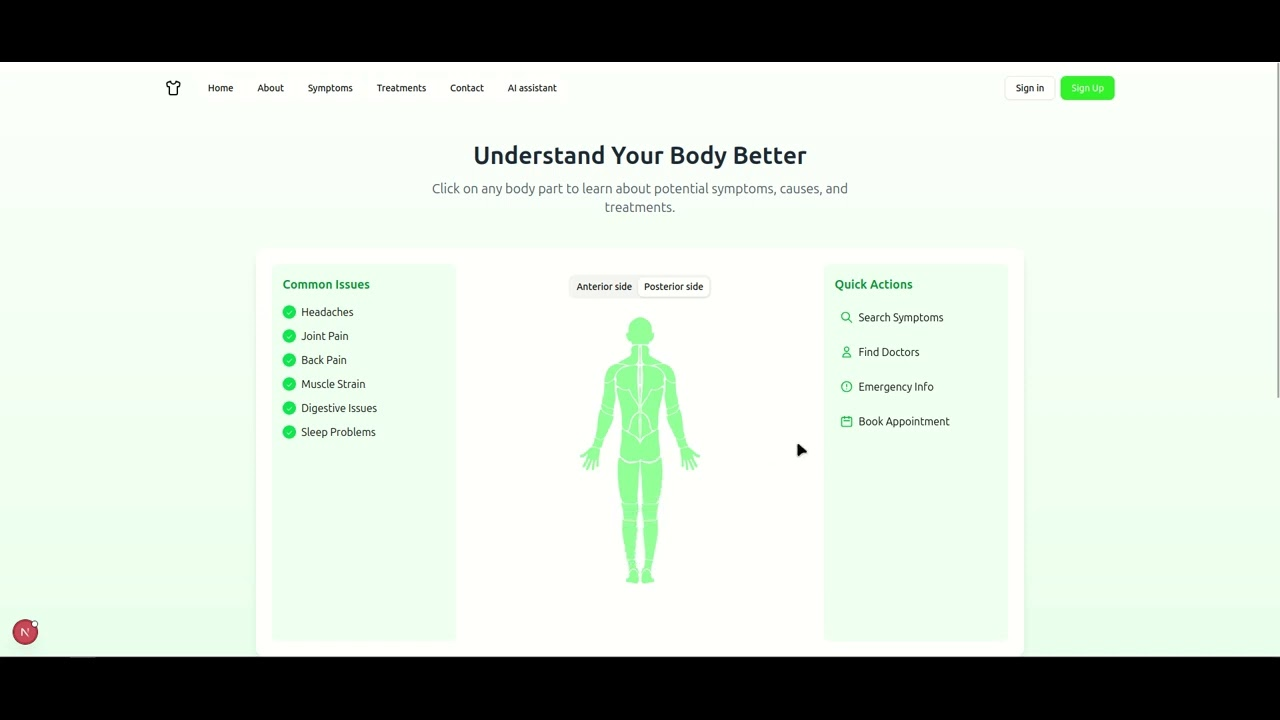 Home About Symptoms Treatments Contact AI assistant Sign in Sign Up
Understand Your Body Better
Click on any body part to learn about potential symptoms, causes, and
treatments.
Common Issues
Headaches
Joint Pain
Back Pain
Muscle Strain
Digestive Issues
Sleep Problems
Anterior side Posterior side
Quick Actions
Search Symptoms
Find Doctors
Emergency Info
Book Appointment
N